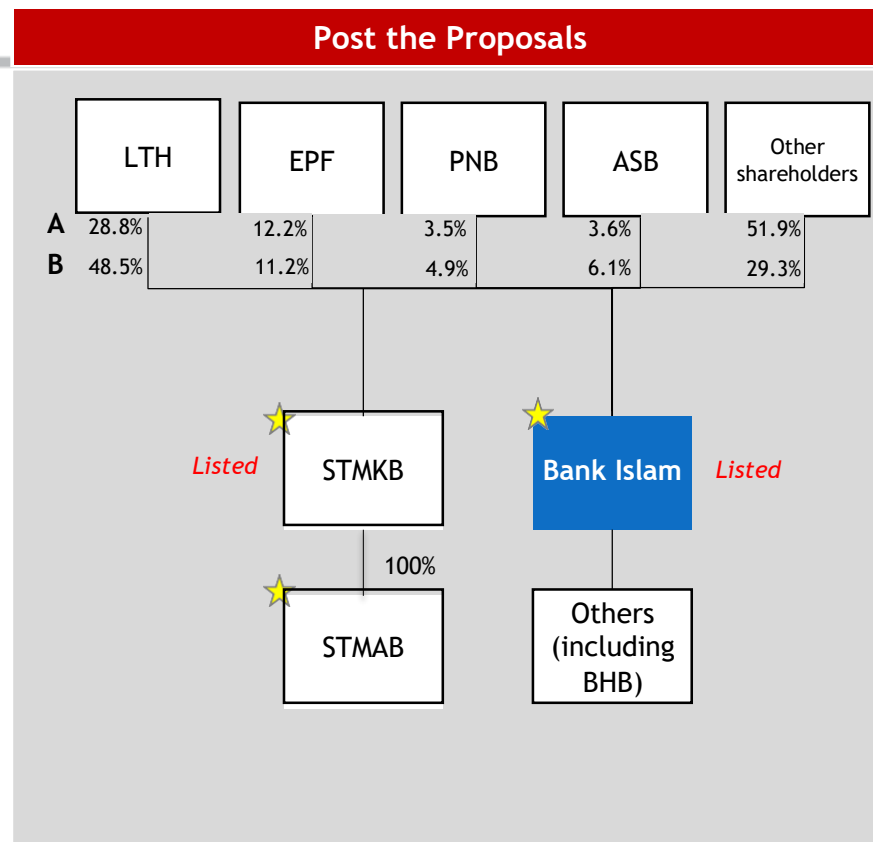 Post the Proposals
LTH
EPF
PNB
ASB
Other
shareholders
A 28.8% 12.2% 3.5% 3.6% 51.9%
B 48.5% 11.2% 4.9% 6.1% 29.3%
Listed
STMKB
Bank Islam
Listed
100%
STMAB
Others
(including
BHB)